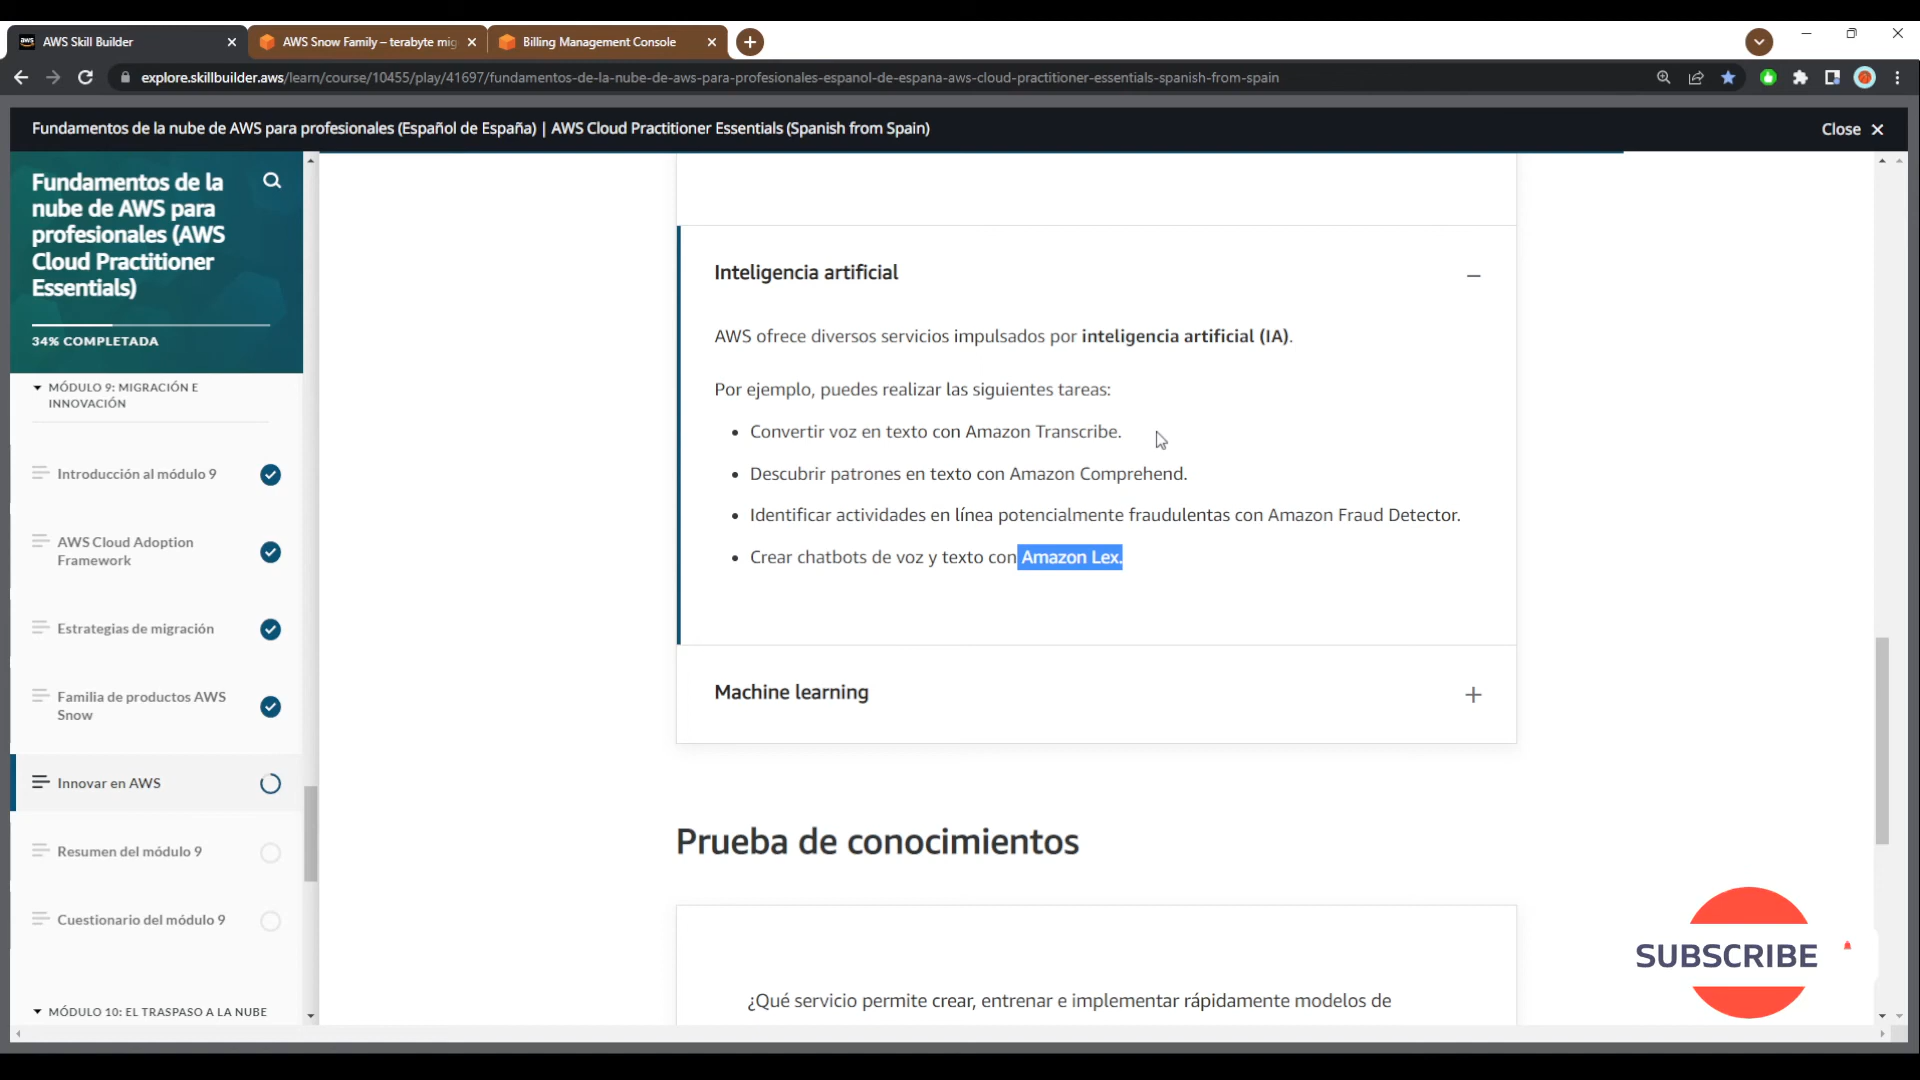 aws AWS Skill Builder
AWS Snow Family – terabyte mig
Billing Management Console
explore.skillbuilder.aws/learn/course/10455/play/41697/fundamentos-de-la-nube-de-aws-para-profesionales-espanol-de-espana-aws-cloud-practitioner-essentials-spanish-from-spain
Fundamentos de la nube de AWS para profesionales (Español de España) | AWS Cloud Practitioner Essentials (Spanish from Spain)
Close
Fundamentos de la
nube de AWS para
profesionales (AWS
Cloud Practitioner
Essentials)
34% COMPLETADA
MÓDULO 9: MIGRACIÓN E
INNOVACIÓN
Introducción al módulo 9
AWS Cloud Adoption
Framework
Estrategias de migración
Familia de productos AWS
Snow
Innovar en AWS
Resumen del módulo 9
Cuestionario del módulo 9
MÓDULO 10: EL TRASPASO A LA NUBE
Inteligencia artificial
AWS ofrece diversos servicios impulsados por inteligencia artificial (IA).
Por ejemplo, puedes realizar las siguientes tareas:
• Convertir voz en texto con Amazon Transcribe.
• Descubrir patrones en texto con Amazon Comprehend.
• Identificar actividades en línea potencialmente fraudulentas con Amazon Fraud Detector.
• Crear chatbots de voz y texto con Amazon Lex.
Machine learning
Prueba de conocimientos
¿Qué servicio permite crear, entrenar e implementar rápidamente modelos de
SUBSCRIBE